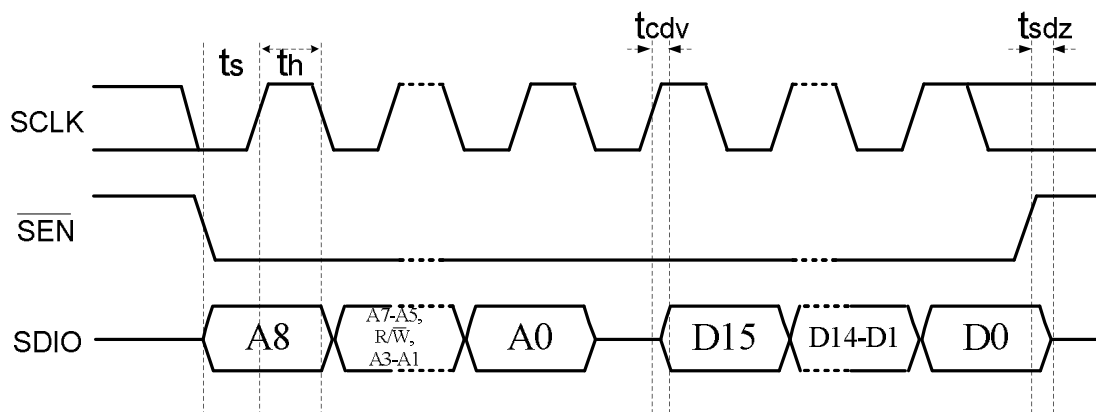 tcdv
tsdz
ts
th
SCLK
SEN
SDIO
A8
A7-A5,
R/W,
A3-A1
A0
D15
D14-D1
D0